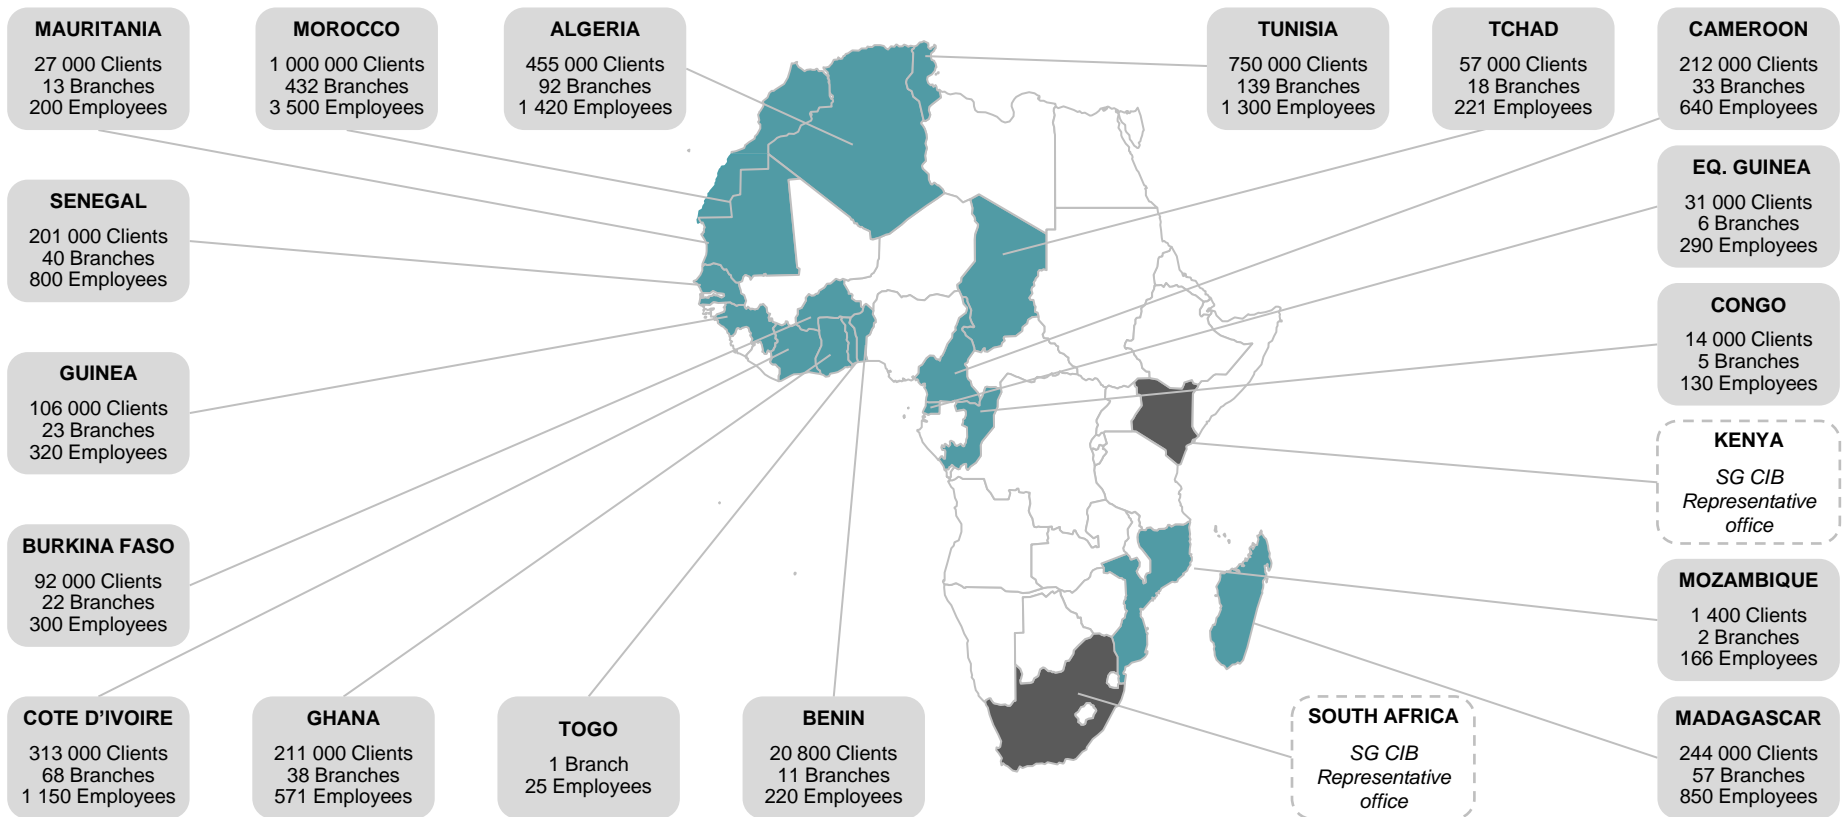 MAURITANIA
27 000 Clients
13 Branches
200 Employees
MOROCCO
1 000 000 Clients
432 Branches
3 500 Employees
ALGERIA
455 000 Clients
92 Branches
1 420 Employees
TUNISIA
750 000 Clients
139 Branches
1 300 Employees
TCHAD
57 000 Clients
18 Branches
221 Employees
CAMEROON
212 000 Clients
33 Branches
640 Employees
SENEGAL
201 000 Clients
40 Branches
800 Employees
EQ. GUINEA
31 000 Clients
6 Branches
290 Employees
GUINEA
106 000 Clients
23 Branches
320 Employees
CONGO
14 000 Clients
5 Branches
130 Employees
KENYA
SG CIB
Representative
office
BURKINA FASO
92 000 Clients
22 Branches
300 Employees
MOZAMBIQUE
1 400 Clients
2 Branches
166 Employees
COTE D'IVOIRE
313 000 Clients
68 Branches
1 150 Employees
GHANA
211 000 Clients
38 Branches
571 Employees
TOGO
1 Branch
25 Employees
BENIN
20 800 Clients
11 Branches
220 Employees
SOUTH AFRICA
SG CIB
Representative
office
MADAGASCAR
244 000 Clients
57 Branches
850 Employees